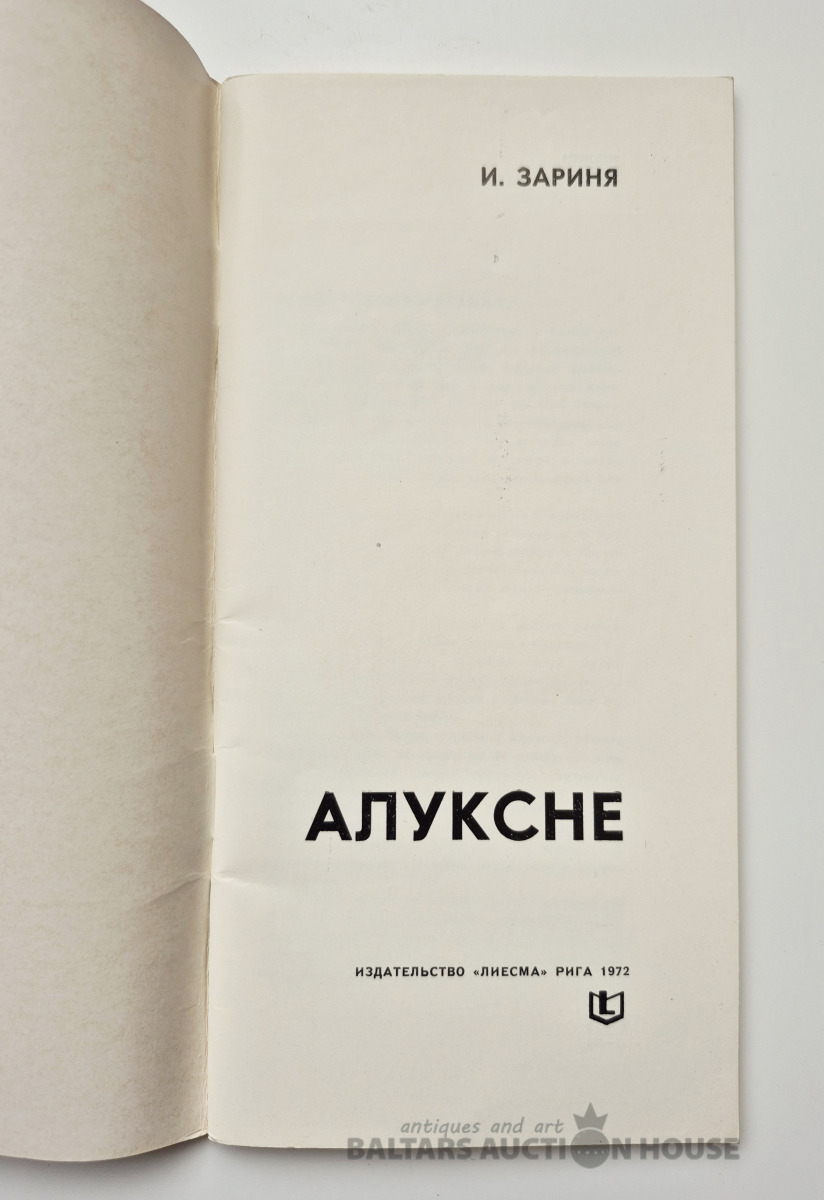 И. ЗАРИНЯ
АЛУКСНЕ
ИЗДАТЕЛЬСТВО «ЛИЕСМА» РИГА 1972
L
antiques and art
BALTARS AUCTION HOUSE